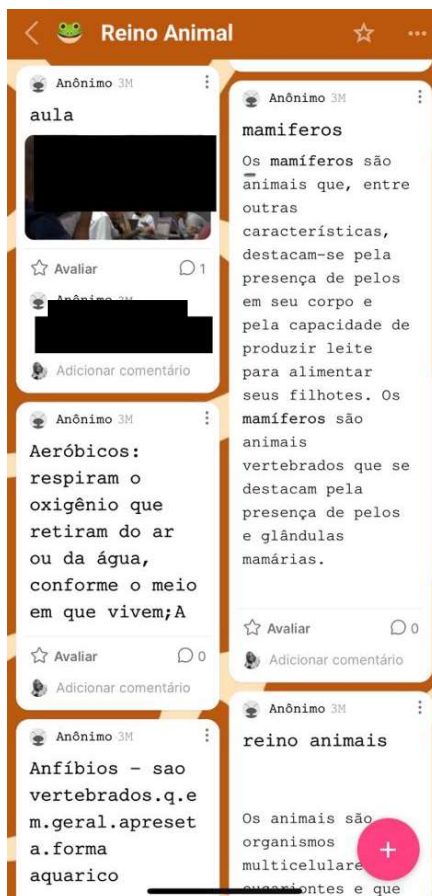 Reino Animal
Anônimo 3M
aula
Avaliar
1
Adicionar comentário
Anônimo 3M
Aeróbicos:
respiram o
oxigênio que
retiram do ar
ou da água,
conforme o meio
em que vivem;A
Avaliar
0
Adicionar comentário
Anônimo 3M
Anfíbios - sao
vertebrados.q.e
m.geral.apreset
a.forma
aquarico
Anônimo 3M
mamiferos
Os mamíferos são
animais que, entre
outras
características,
destacam-se pela
presença de pelos
em seu corpo e
pela capacidade de
produzir leite
para alimentar
seus filhotes. Os
mamíferos são
animais
vertebrados que se
destacam pela
presença de pelos
e glândulas
mamárias.
Avaliar
0
Adicionar comentário
Anônimo 3M
reino animais
Os animais são
organismos
multicelulare
eucariontes e que